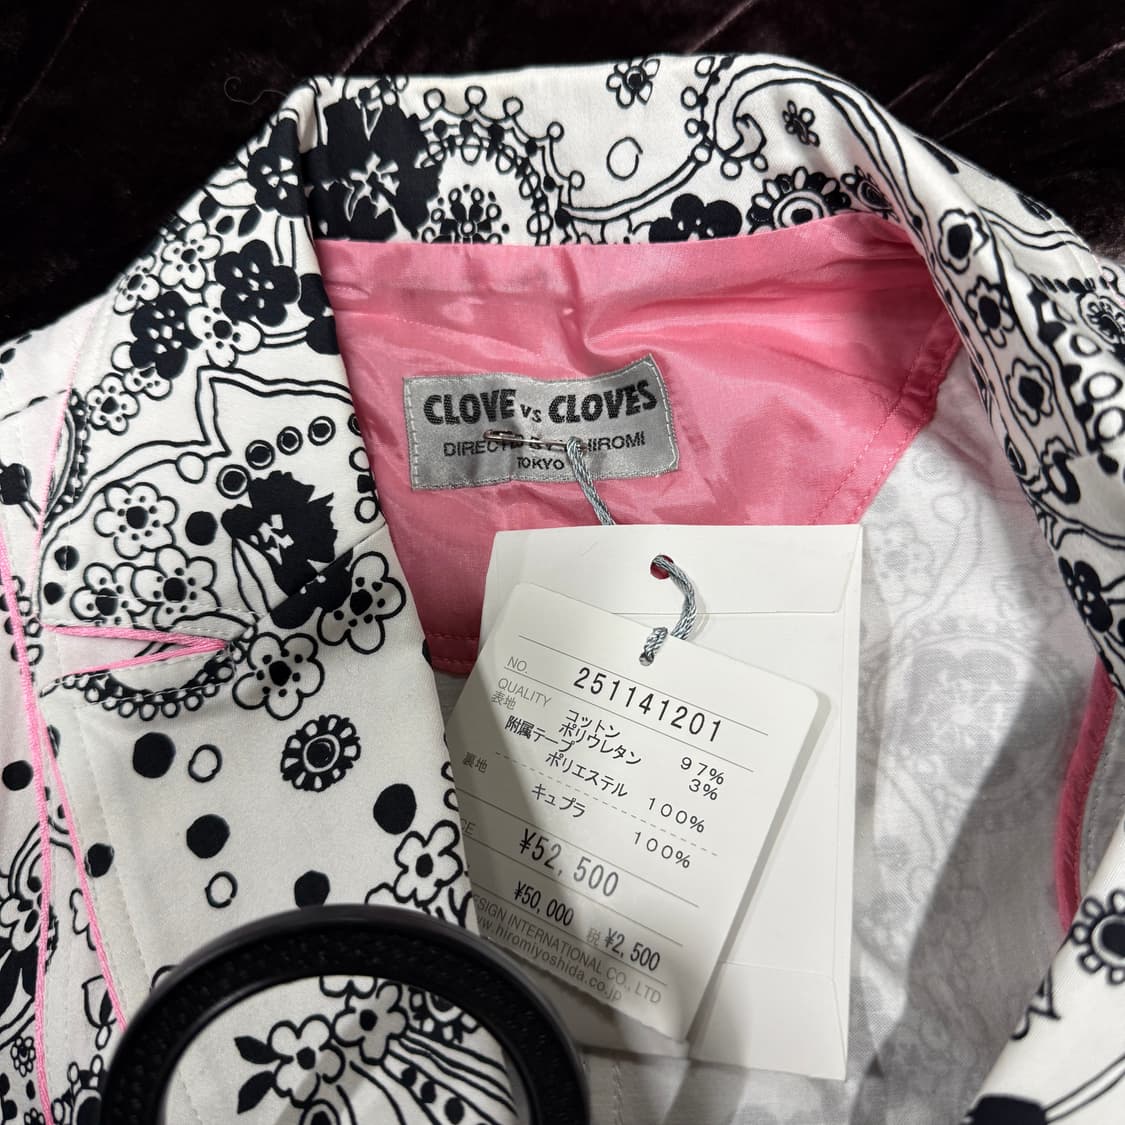 CLOVE vs CLOVES
DIRECTED BY HIROMI
TOKYO
NO. 251141201
QUALITY
表地 コットン 97%
ポリウレタン 3%
附属テープ
ポリエステル 100%
裏地 キュプラ 100%
¥52,500
¥50,000 税 ¥2,500
DESIGN INTERNATIONAL CO., LTD
www.hiromiyoshida.co.jp